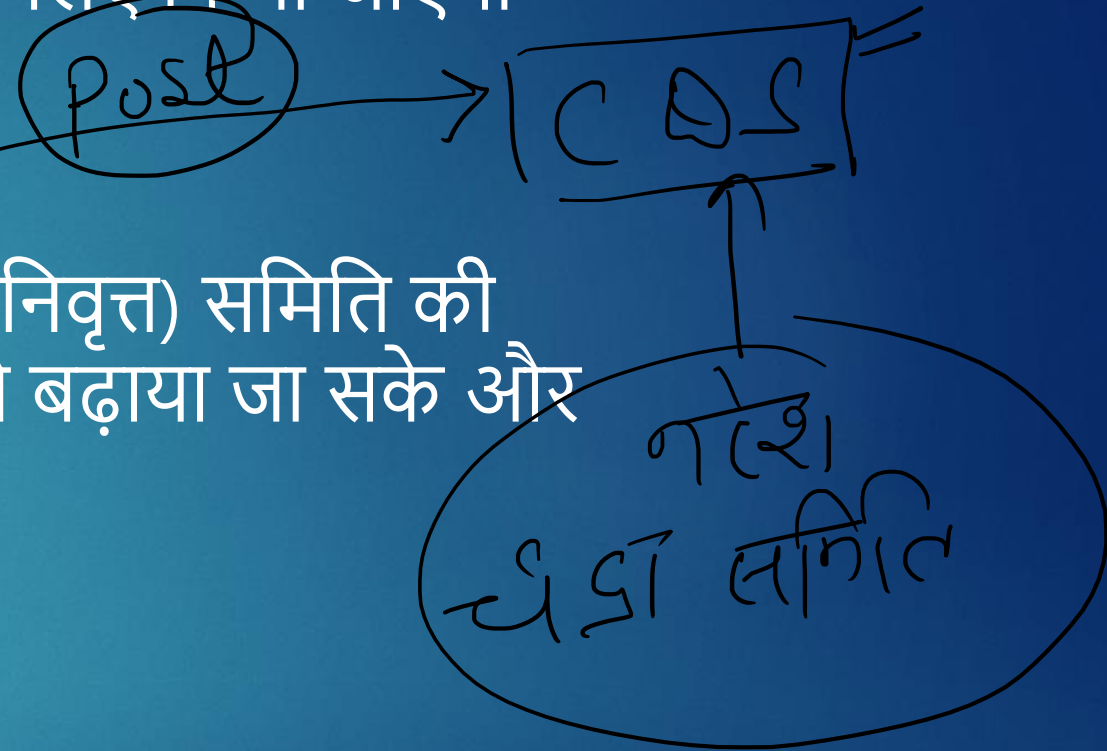 Post
CDS
निवृत्त) समिति की
बढ़ाया जा सके और
नरेश
चंद्रा समिति